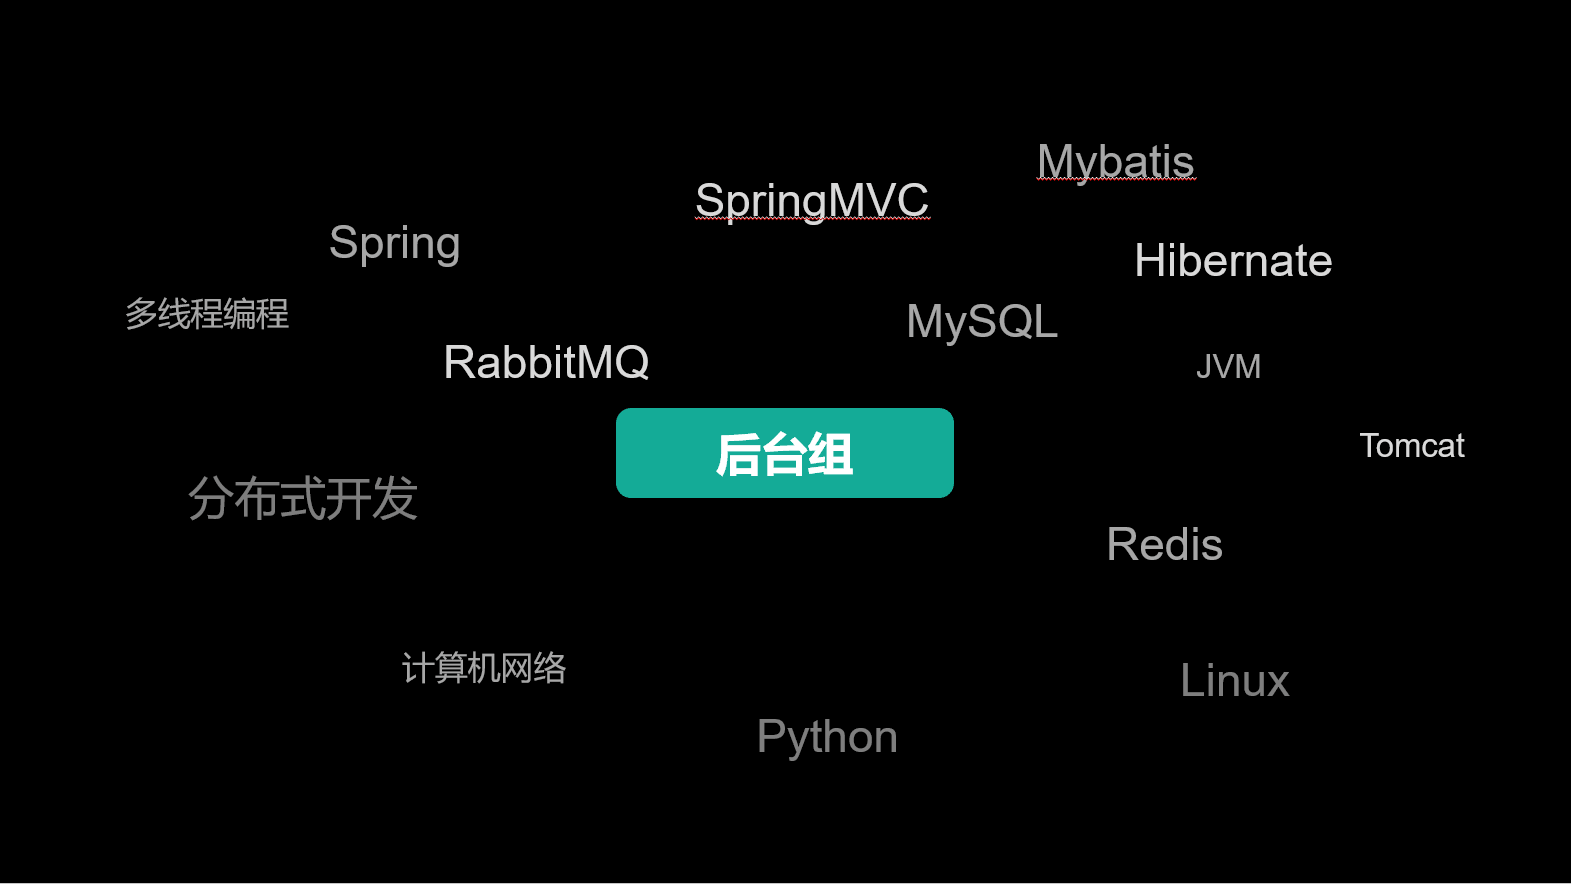 Mybatis
SpringMVC
Spring
Hibernate
多线程编程
MySQL
RabbitMQ
JVM
后台组
Tomcat
分布式开发
Redis
计算机网络
Linux
Python